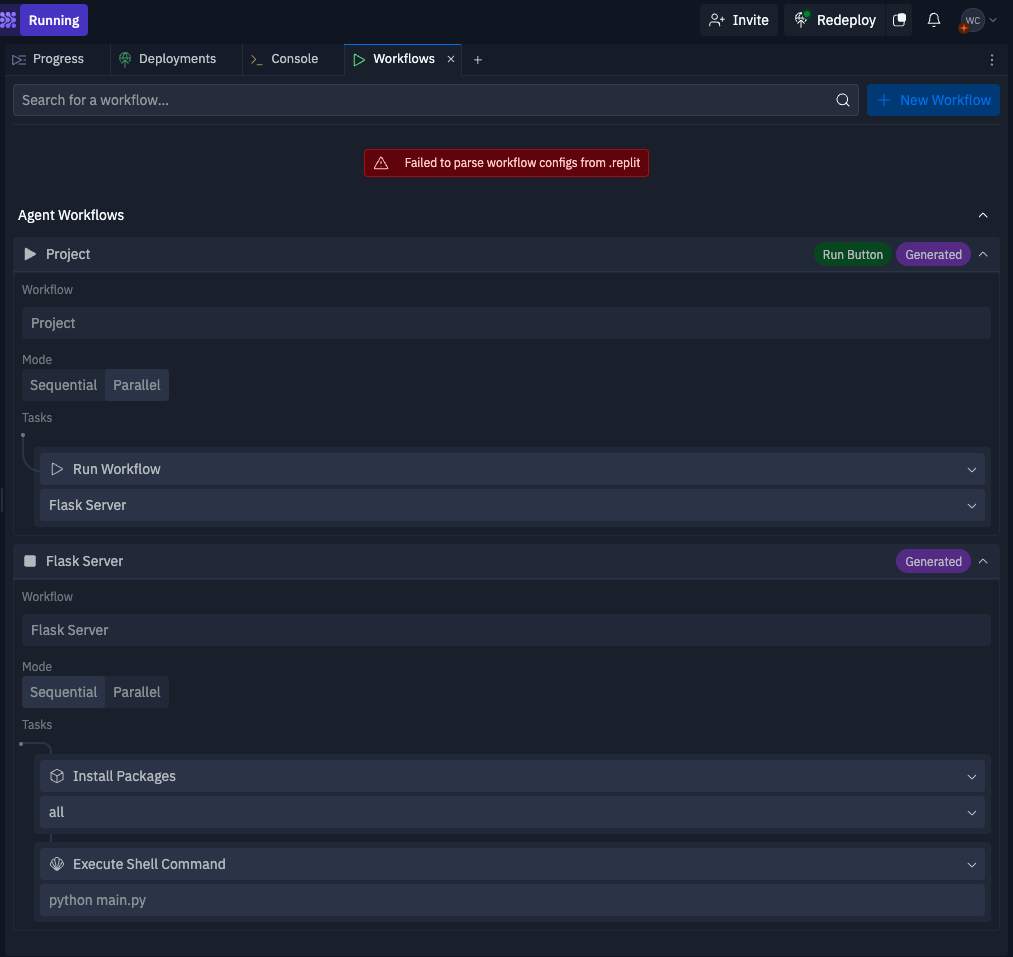 Running
Invite
Redeploy
WC
Progress
Deployments
Console
Workflows
Search for a workflow...
New Workflow
Failed to parse workflow configs from .replit
Agent Workflows
Project
Run Button
Generated
Workflow
Project
Mode
Sequential
Parallel
Tasks
Run Workflow
Flask Server
Flask Server
Generated
Workflow
Flask Server
Mode
Sequential
Parallel
Tasks
Install Packages
all
Execute Shell Command
python main.py